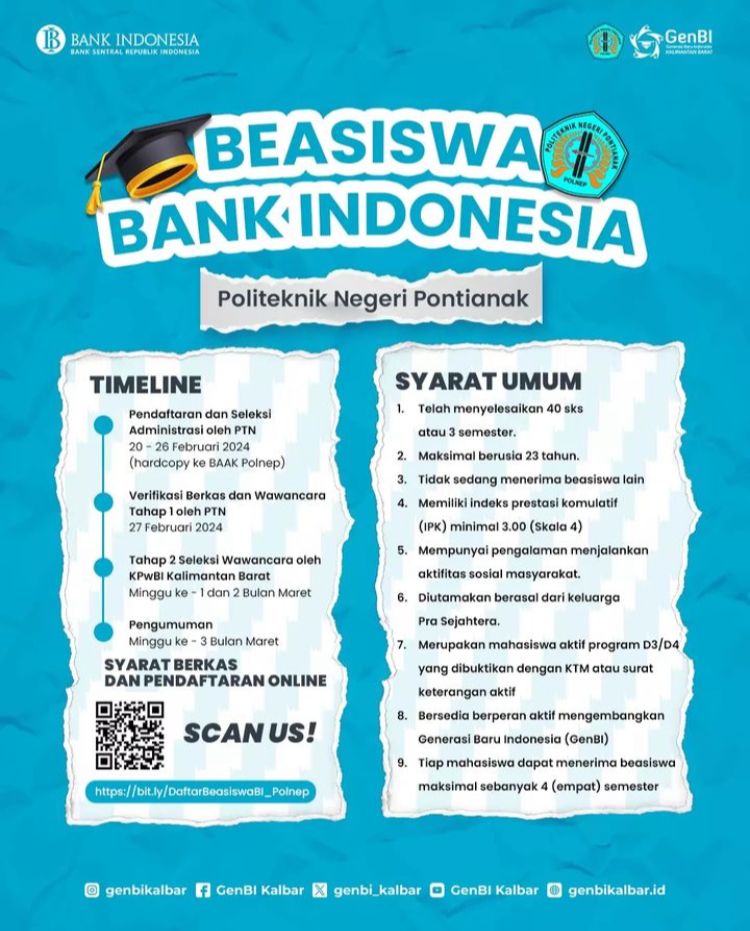 BANK INDONESIA
BANK SENTRAL REPUBLIK INDONESIA
GenBI
KALIMANTAN BARAT
BEASISWA
POLITEKNIK NEGERI PONTIANAK
POLNEP
BANK INDONESIA
Politeknik Negeri Pontianak
TIMELINE
Pendaftaran dan Seleksi
Administrasi oleh PTN
20 - 26 Februari 2024
(hardcopy ke BAAK Polnep)
Verifikasi Berkas dan Wawancara
Tahap 1 oleh PTN
27 Februari 2024
Tahap 2 Seleksi Wawancara oleh
KPwBI Kalimantan Barat
Minggu ke - 1 dan 2 Bulan Maret
Pengumuman
Minggu ke - 3 Bulan Maret
SYARAT BERKAS
DAN PENDAFTARAN ONLINE
SCAN US!
https://bit.ly/DaftarBeasiswaBI_Polnep
SYARAT UMUM
1. Telah menyelesaikan 40 sks
atau 3 semester.
2. Maksimal berusia 23 tahun.
3. Tidak sedang menerima beasiswa lain
4. Memiliki indeks prestasi komulatif
(IPK) minimal 3.00 (Skala 4)
5. Mempunyai pengalaman menjalankan
aktifitas sosial masyarakat.
6. Diutamakan berasal dari keluarga
Pra Sejahtera.
7. Merupakan mahasiswa aktif program D3/D4
yang dibuktikan dengan KTM atau surat
keterangan aktif
8. Bersedia berperan aktif mengembangkan
Generasi Baru Indonesia (GenBI)
9. Tiap mahasiswa dapat menerima beasiswa
maksimal sebanyak 4 (empat) semester
genbikalbar GenBI Kalbar genbi_kalbar GenBI Kalbar genbikalbar.id